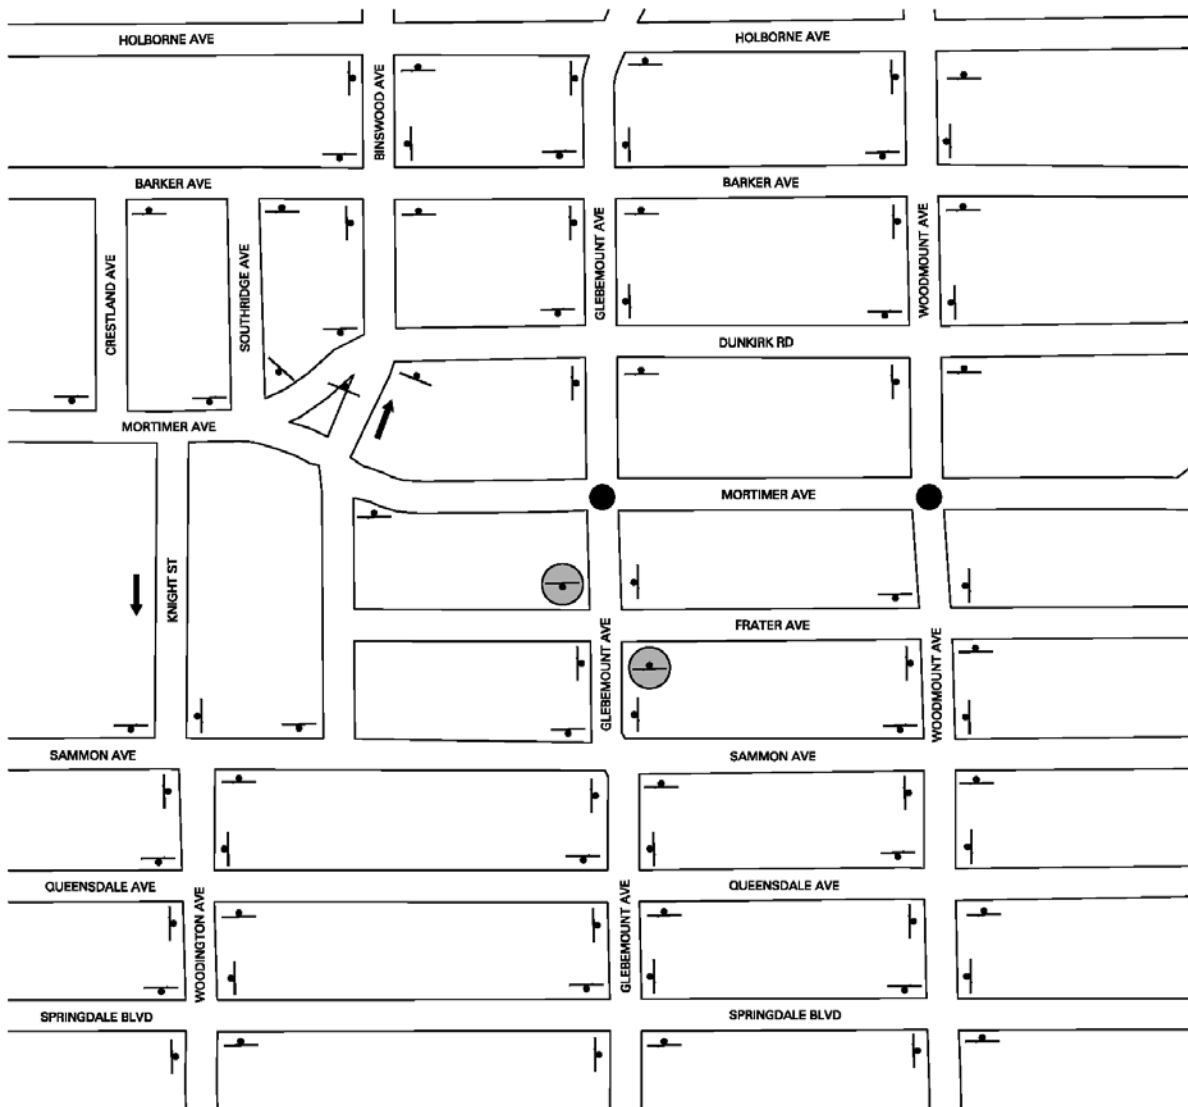 HOLBORNE AVE
HOLBORNE AVE
BINSWOOD AVE
BARKER AVE
BARKER AVE
CRESTLAND AVE
SOUTHRIDGE AVE
GLEBEMOUNT AVE
WOODMOUNT AVE
DUNKIRK RD
MORTIMER AVE
MORTIMER AVE
KNIGHT ST
FRATER AVE
GLEBEMOUNT AVE
WOODMOUNT AVE
SAMMON AVE
SAMMON AVE
QUEENSDALE AVE
QUEENSDALE AVE
WOODINGTON AVE
GLEBEMOUNT AVE
SPRINGDALE BLVD
SPRINGDALE BLVD